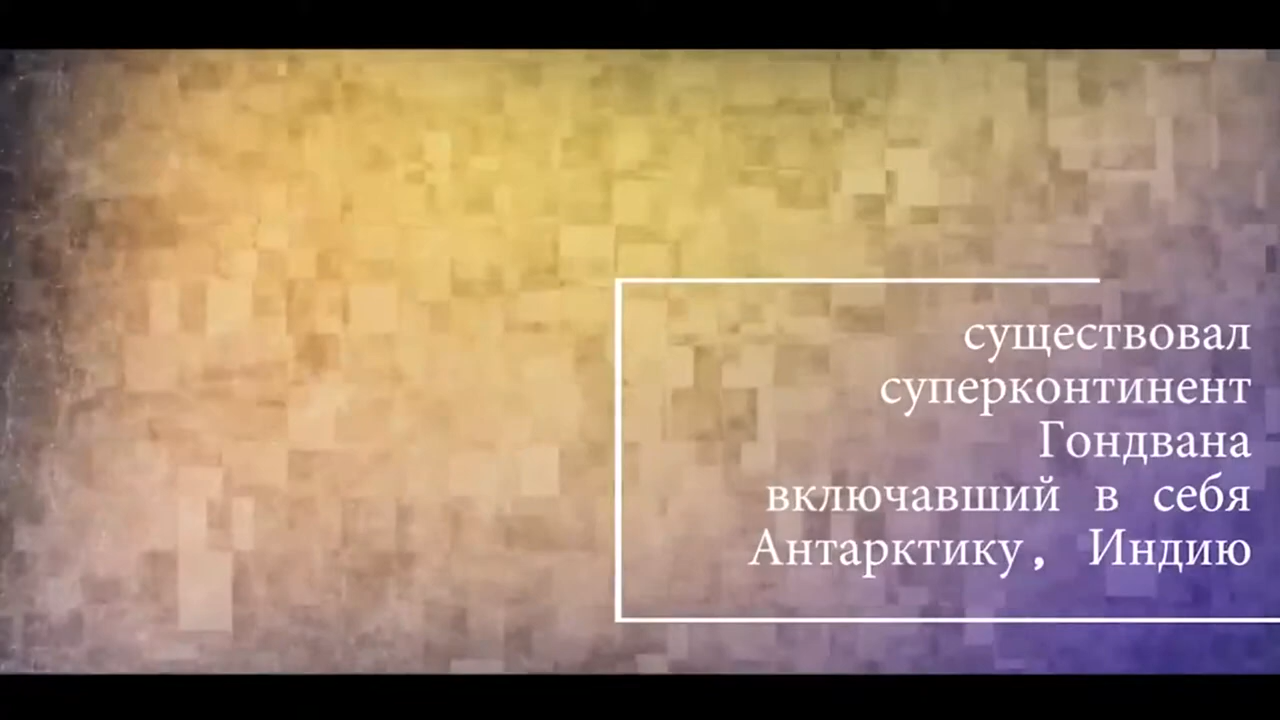 существовал
суперконтинент
Гондвана
включавший в себя
Антарктику, Индию